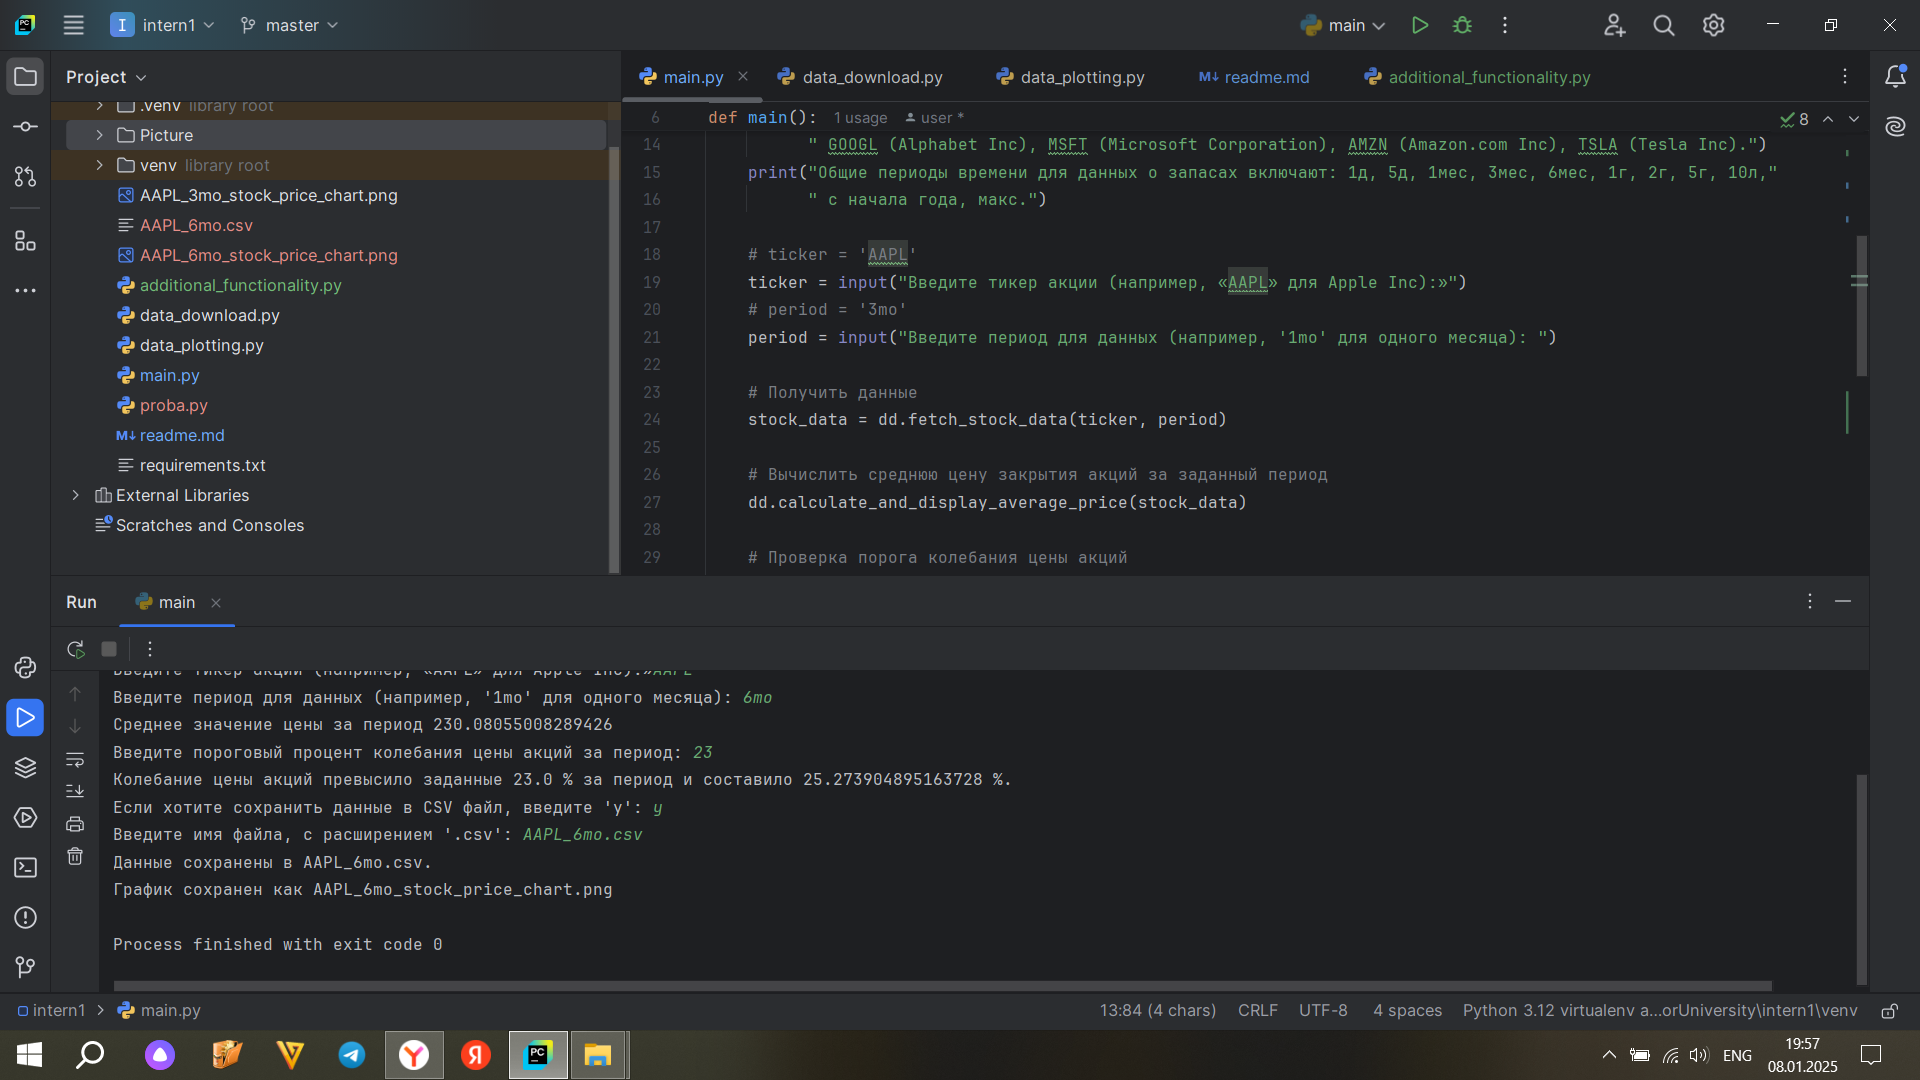 intern1
master
main
Project
main.py
data_download.py
data_plotting.py
readme.md
additional_functionality.py
.venv library root
Picture
venv library root
AAPL_3mo_stock_price_chart.png
AAPL_6mo.csv
AAPL_6mo_stock_price_chart.png
additional_functionality.py
data_download.py
data_plotting.py
main.py
proba.py
readme.md
requirements.txt
External Libraries
Scratches and Consoles
6 def main(): 1 usage user *
8
14 " GOOGL (Alphabet Inc), MSFT (Microsoft Corporation), AMZN (Amazon.com Inc), TSLA (Tesla Inc).")
15 print("Общие периоды времени для данных о запасах включают: 1д, 5д, 1мес, 3мес, 6мес, 1г, 2г, 5г, 10л,"
16 " с начала года, макс.")
17
18 # ticker = 'AAPL'
19 ticker = input("Введите тикер акции (например, «AAPL» для Apple Inc):»")
20 # period = '3mo'
21 period = input("Введите период для данных (например, '1mo' для одного месяца): ")
22
23 # Получить данные
24 stock_data = dd.fetch_stock_data(ticker, period)
25
26 # Вычислить среднюю цену закрытия акций за заданный период
27 dd.calculate_and_display_average_price(stock_data)
28
29 # Проверка порога колебания цены акций
Run
main
Введите тикер акции (например, «AAPL» для Apple Inc):»AAPL
Введите период для данных (например, '1mo' для одного месяца): 6mo
Среднее значение цены за период 230.08055008289426
Введите пороговый процент колебания цены акций за период: 23
Колебание цены акций превысило заданные 23.0 % за период и составило 25.273904895163728 %.
Если хотите сохранить данные в CSV файл, введите 'y': y
Введите имя файла, с расширением '.csv': AAPL_6mo.csv
Данные сохранены в AAPL_6mo.csv.
График сохранен как AAPL_6mo_stock_price_chart.png
Process finished with exit code 0
intern1
main.py
13:84 (4 chars)
CRLF
UTF-8
4 spaces
Python 3.12 virtualenv a...orUniversity\intern1\venv
ENG
19:57
08.01.2025